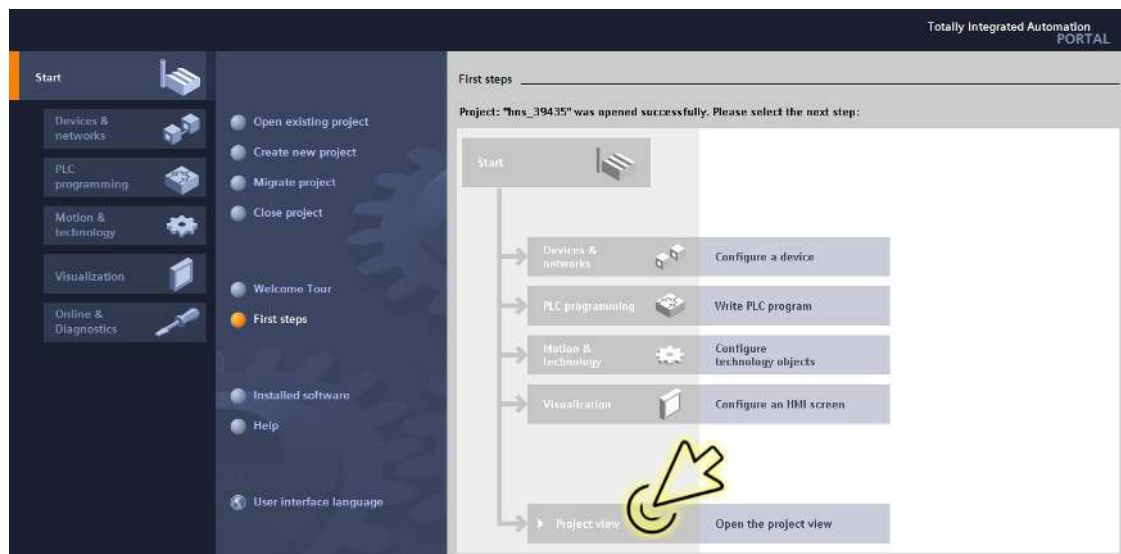 Totally Integrated Automation
PORTAL
Start
Devices &
networks
PLC
programming
Motion &
technology
Visualization
Online &
Diagnostics
Open existing project
Create new project
Migrate project
Close project
Welcome Tour
First steps
Installed software
Help
User interface language
First steps
Project: "hns_39435" was opened successfully. Please select the next step:
Start
Devices &
networks
Configure a device
PLC programming
Write PLC program
Motion &
technology
Configure
technology objects
Visualization
Configure an HMI screen
Project view
Open the project view